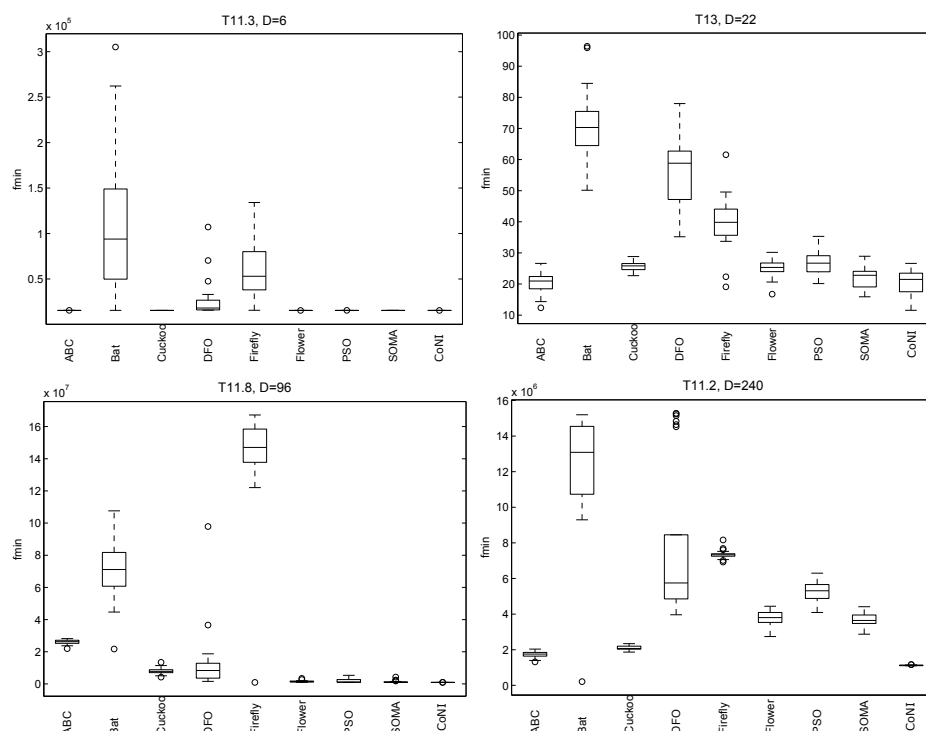 T11.3, D=6
x 10^5
3
2.5
2
1.5
1
0.5
fmin
ABC
Bat
Cuckoo
DFO
Firefly
Flower
PSO
SOMA
CoNI
T13, D=22
100
90
80
70
60
50
40
30
20
10
fmin
ABC
Bat
Cuckoo
DFO
Firefly
Flower
PSO
SOMA
CoNI
T11.8, D=96
x 10^7
16
14
12
10
8
6
4
2
0
fmin
ABC
Bat
Cuckoo
DFO
Firefly
Flower
PSO
SOMA
CoNI
T11.2, D=240
x 10^6
16
14
12
10
8
6
4
2
0
fmin
ABC
Bat
Cuckoo
DFO
Firefly
Flower
PSO
SOMA
CoNI